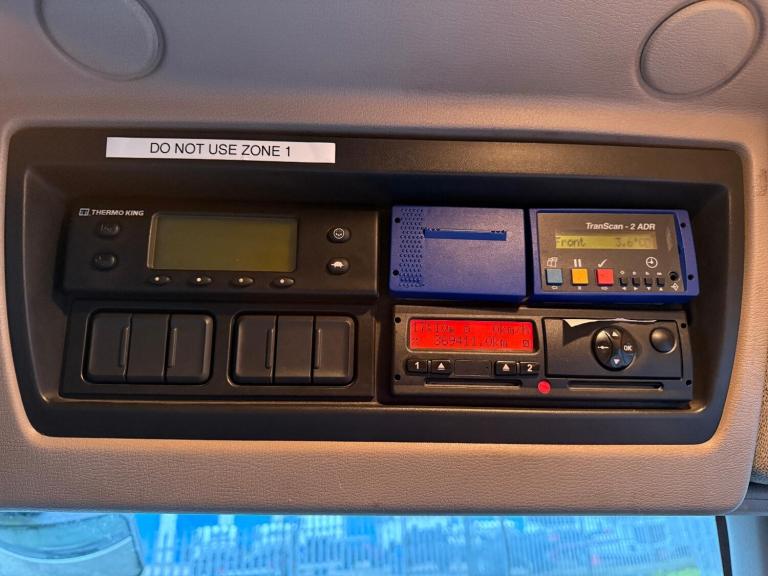 DO NOT USE ZONE 1
THERMO KING
TranScan - 2 ADR
Front 3.6°C
369411.0km
1
2
OK